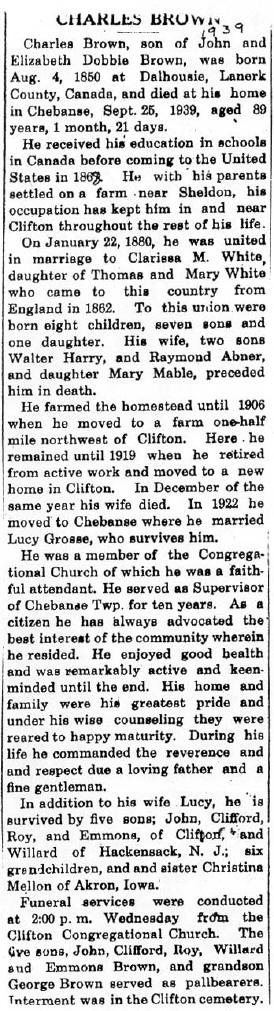 CHARLES BROWN
1939
Charles Brown, son of John and
Elizabeth Dobbie Brown, was born
Aug. 4, 1850 at Dalhousie, Lanerk
County, Canada, and died at his home
in Chebanse, Sept. 25, 1939, aged 89
years, 1 month, 21 days.
He received his education in schools
in Canada before coming to the United
States in He with his parents
settled on a farm near Sheldon, his
occupation has kept him in and near
Clifton throughout the rest of his life.
On January 22, 1880, he was united
in marriage to Clarissa M. White,
daughter of Thomas and Mary White
who came to this country from
England in 1862. To this union were
born eight children, seven sons and
one daughter. His wife, two sons
Walter Harry, and Raymond Abner,
and daughter Mary Mable, preceded
him in death.
He farmed the homestead until 1906
when he moved to a farm one-half
mile northwest of Clifton. Here he
remained until 1919 when he retired
from active work and moved to a new
home in Clifton. In December of the
same year his wife died. In 1922 he
moved to Chebanse where he married
Lucy Grosse, who survives him.
He was a member of the Congrega-
tional Church of which he was a faith-
ful attendant. He served as Supervisor
of Chebanse Twp. for ten years. As a
citizen he has always advocated the
best interest of the community wherein
he resided. He enjoyed good health
and was remarkably active and keen-
minded until the end. His home and
family were his greatest pride and
under his wise counseling they were
reared to happy maturity. During his
life he commanded the reverence and
and respect due a loving father and a
fine gentleman.
In addition to his wife Lucy, he is
survived by five sons; John, Clifford,
Roy, and Emmons, of Clifton, and
Willard of Hackensack, N. J.; six
grandchildren, and and sister Christina
Mellon of Akron, Iowa.
Funeral services were conducted
at 2:00 p. m. Wednesday from the
Clifton Congregational Church. The
five sons, John, Clifford, Roy, Willard
and Emmons Brown, and grandson
George Brown served as pallbearers.
Interment was in the Clifton cemetery.